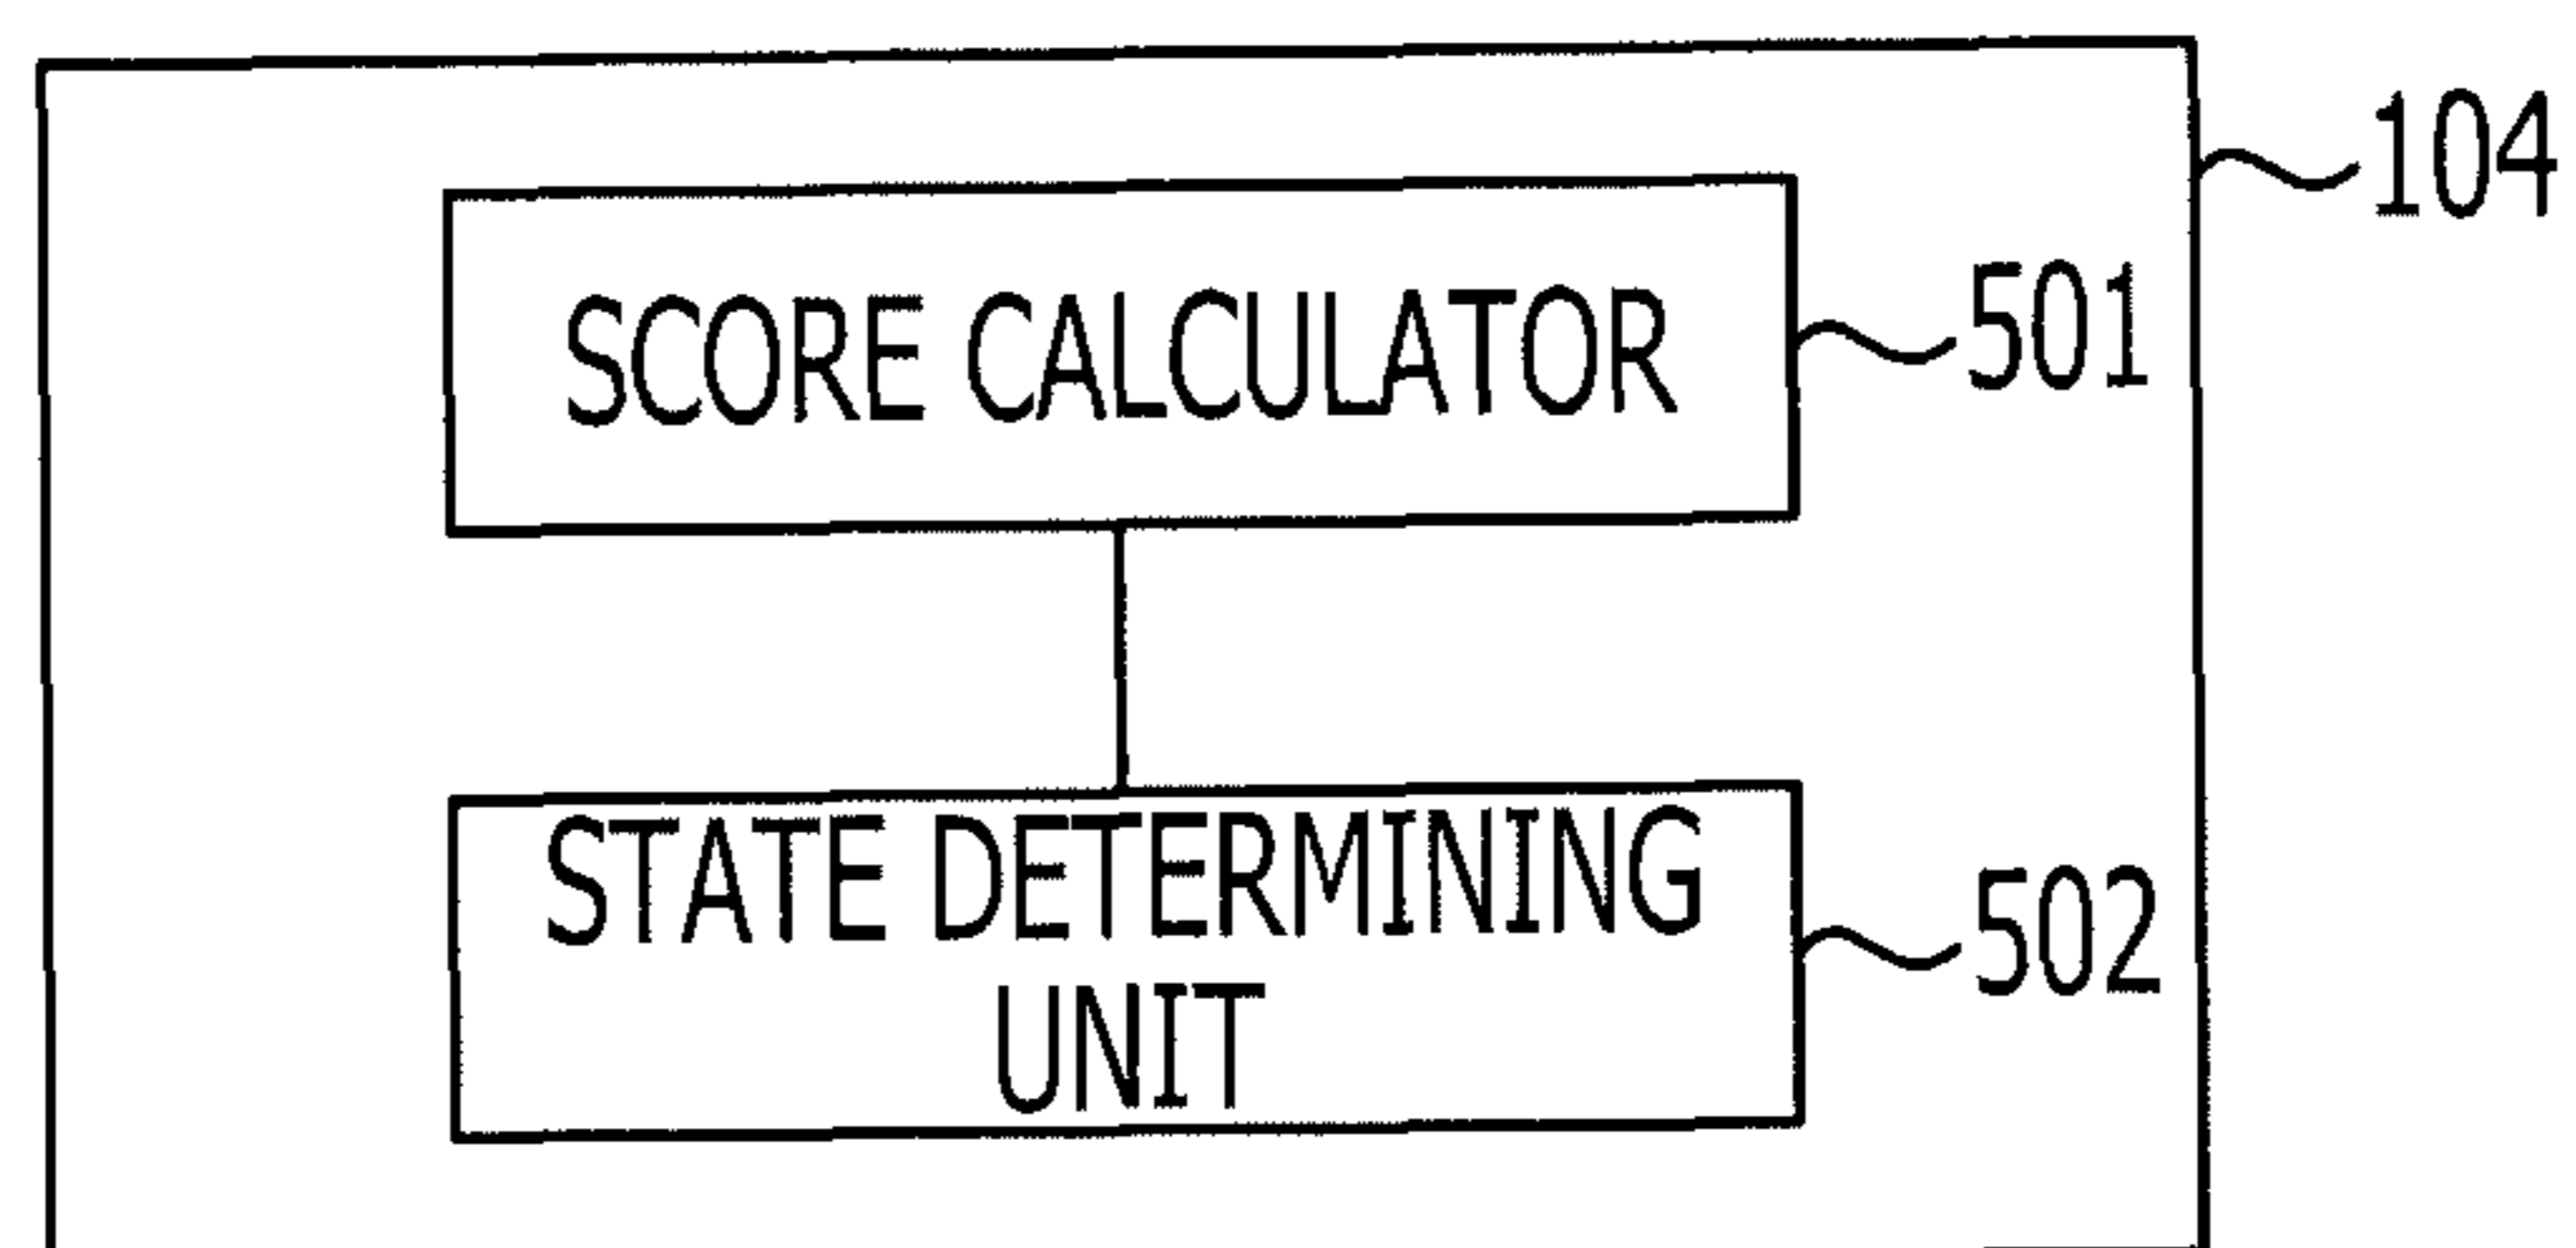 104
SCORE CALCULATOR
501
STATE DETERMINING
UNIT
502